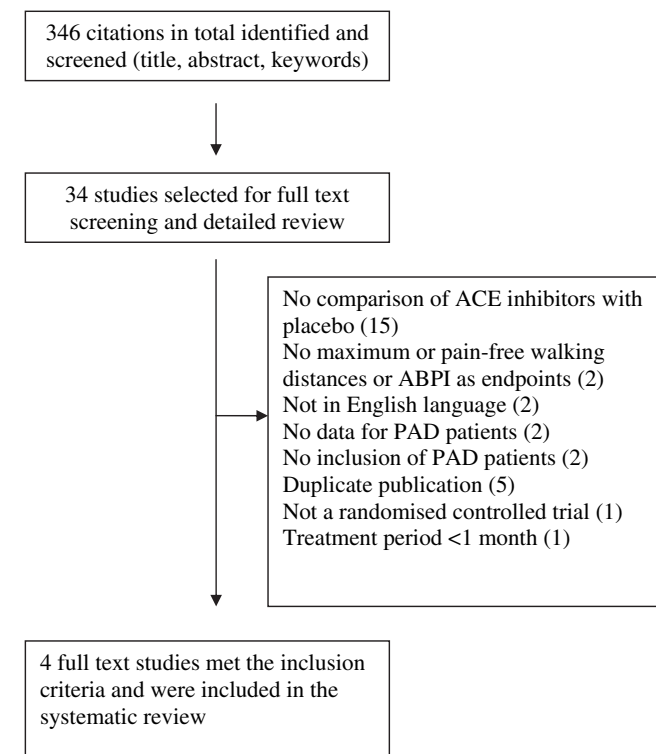 346 citations in total identified and
screened (title, abstract, keywords)
34 studies selected for full text
screening and detailed review
No comparison of ACE inhibitors with
placebo (15)
No maximum or pain-free walking
distances or ABPI as endpoints (2)
Not in English language (2)
No data for PAD patients (2)
No inclusion of PAD patients (2)
Duplicate publication (5)
Not a randomised controlled trial (1)
Treatment period <1 month (1)
4 full text studies met the inclusion
criteria and were included in the
systematic review